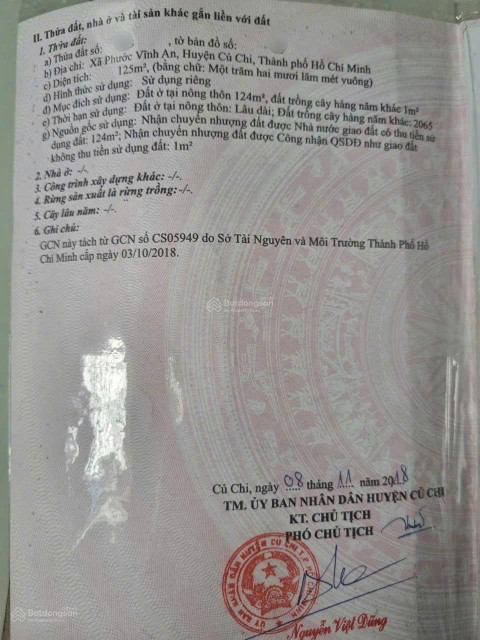 II. Thửa đất, nhà ở và tài sản khác gắn liền với đất
1. Thửa đất:
a) Thửa đất số: , tờ bản đồ số:
b) Địa chỉ: Xã Phước Vĩnh An, Huyện Củ Chi, Thành phố Hồ Chí Minh
c) Diện tích: 125m², (bằng chữ: Một trăm hai mươi lăm mét vuông)
d) Hình thức sử dụng: Sử dụng riêng
đ) Mục đích sử dụng: Đất ở tại nông thôn 124m², đất trồng cây hàng năm khác 1m²
e) Thời hạn sử dụng: Đất ở tại nông thôn: Lâu dài; Đất trồng cây hàng năm khác: 2065
g) Nguồn gốc sử dụng: Nhận chuyển nhượng đất được Nhà nước giao đất có thu tiền sử
dụng đất: 124m²; Nhận chuyển nhượng đất được Công nhận QSDĐ như giao đất
không thu tiền sử dụng đất: 1m²
2. Nhà ở: -/-.
3. Công trình xây dựng khác: -/-.
4. Rừng sản xuất là rừng trồng: -/-.
5. Cây lâu năm: -/-.
6. Ghi chú:
GCN này tách từ GCN số CS05949 do Sở Tài Nguyên và Môi Trường Thành Phố Hồ
Chí Minh cấp ngày 03/10/2018.
Batdongsan
Củ Chi, ngày 08 tháng 11 năm 2018
TM. ỦY BAN NHÂN DÂN HUYỆN CỦ CHI
KT. CHỦ TỊCH
PHÓ CHỦ TỊCH
Nguyễn Việt Dũng
Batdongsan
Batdongsan